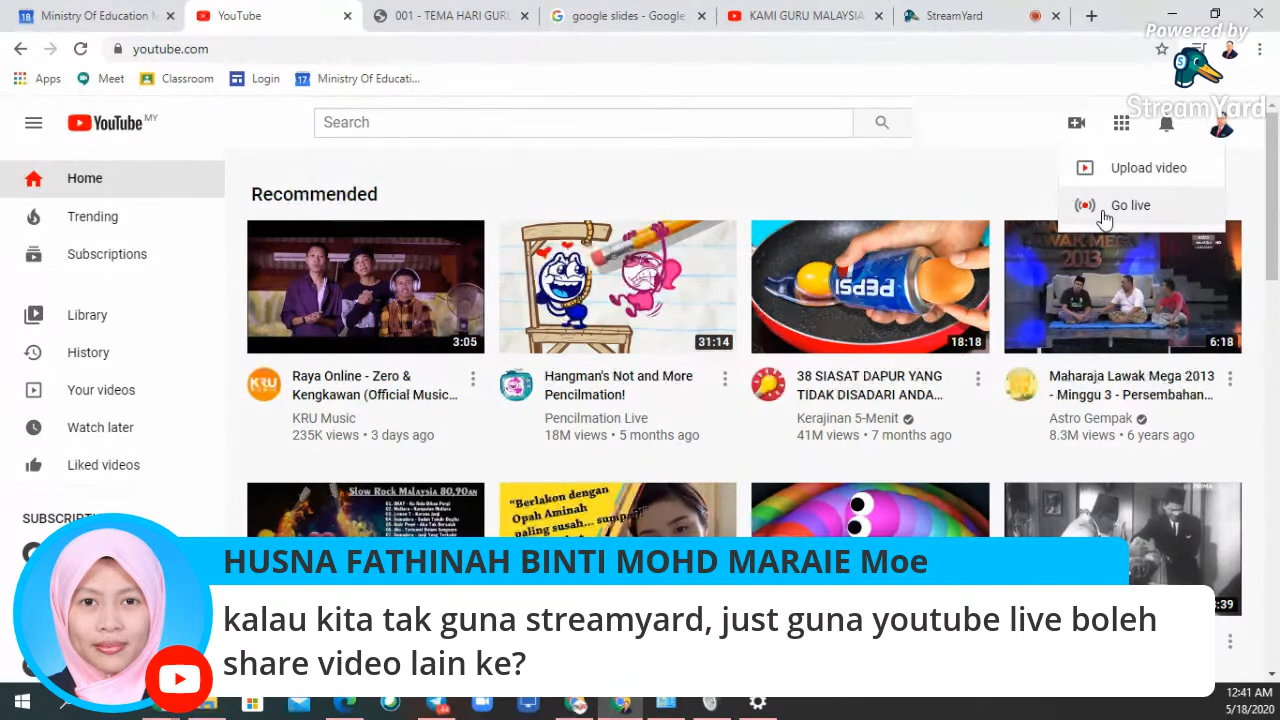 Ministry Of Education M
YouTube
001 - TEMA HARI GURU
google slides - Google
KAMI GURU MALAYSIA
StreamYard
Powered by
StreamYard
youtube.com
Apps
Meet
Classroom
Login
Ministry Of Educati...
YouTube MY
Search
Upload video
Go live
Home
Trending
Subscriptions
Library
History
Your videos
Watch later
Liked videos
Recommended
PEPSI
AWAK MEGA
2013
3:05
31:14
18:18
6:18
KRU
Raya Online - Zero &
Kengkawan (Official Music...
KRU Music
235K views • 3 days ago
Hangman's Not and More
Pencilmation!
Pencilmation Live
18M views • 5 months ago
38 SIASAT DAPUR YANG
TIDAK DISADARI ANDA...
Kerajinan 5-Menit
41M views • 7 months ago
Maharaja Lawak Mega 2013
- Minggu 3 - Persembahan...
Astro Gempak
8.3M views • 6 years ago
Slow Rock Malaysia 80,90an
"Berlakon dengan
Opah Aminah
paling susah... 
:39
HUSNA FATHINAH BINTI MOHD MARAIE Moe
kalau kita tak guna streamyard, just guna youtube live boleh
share video lain ke?
12:41 AM
5/18/2020